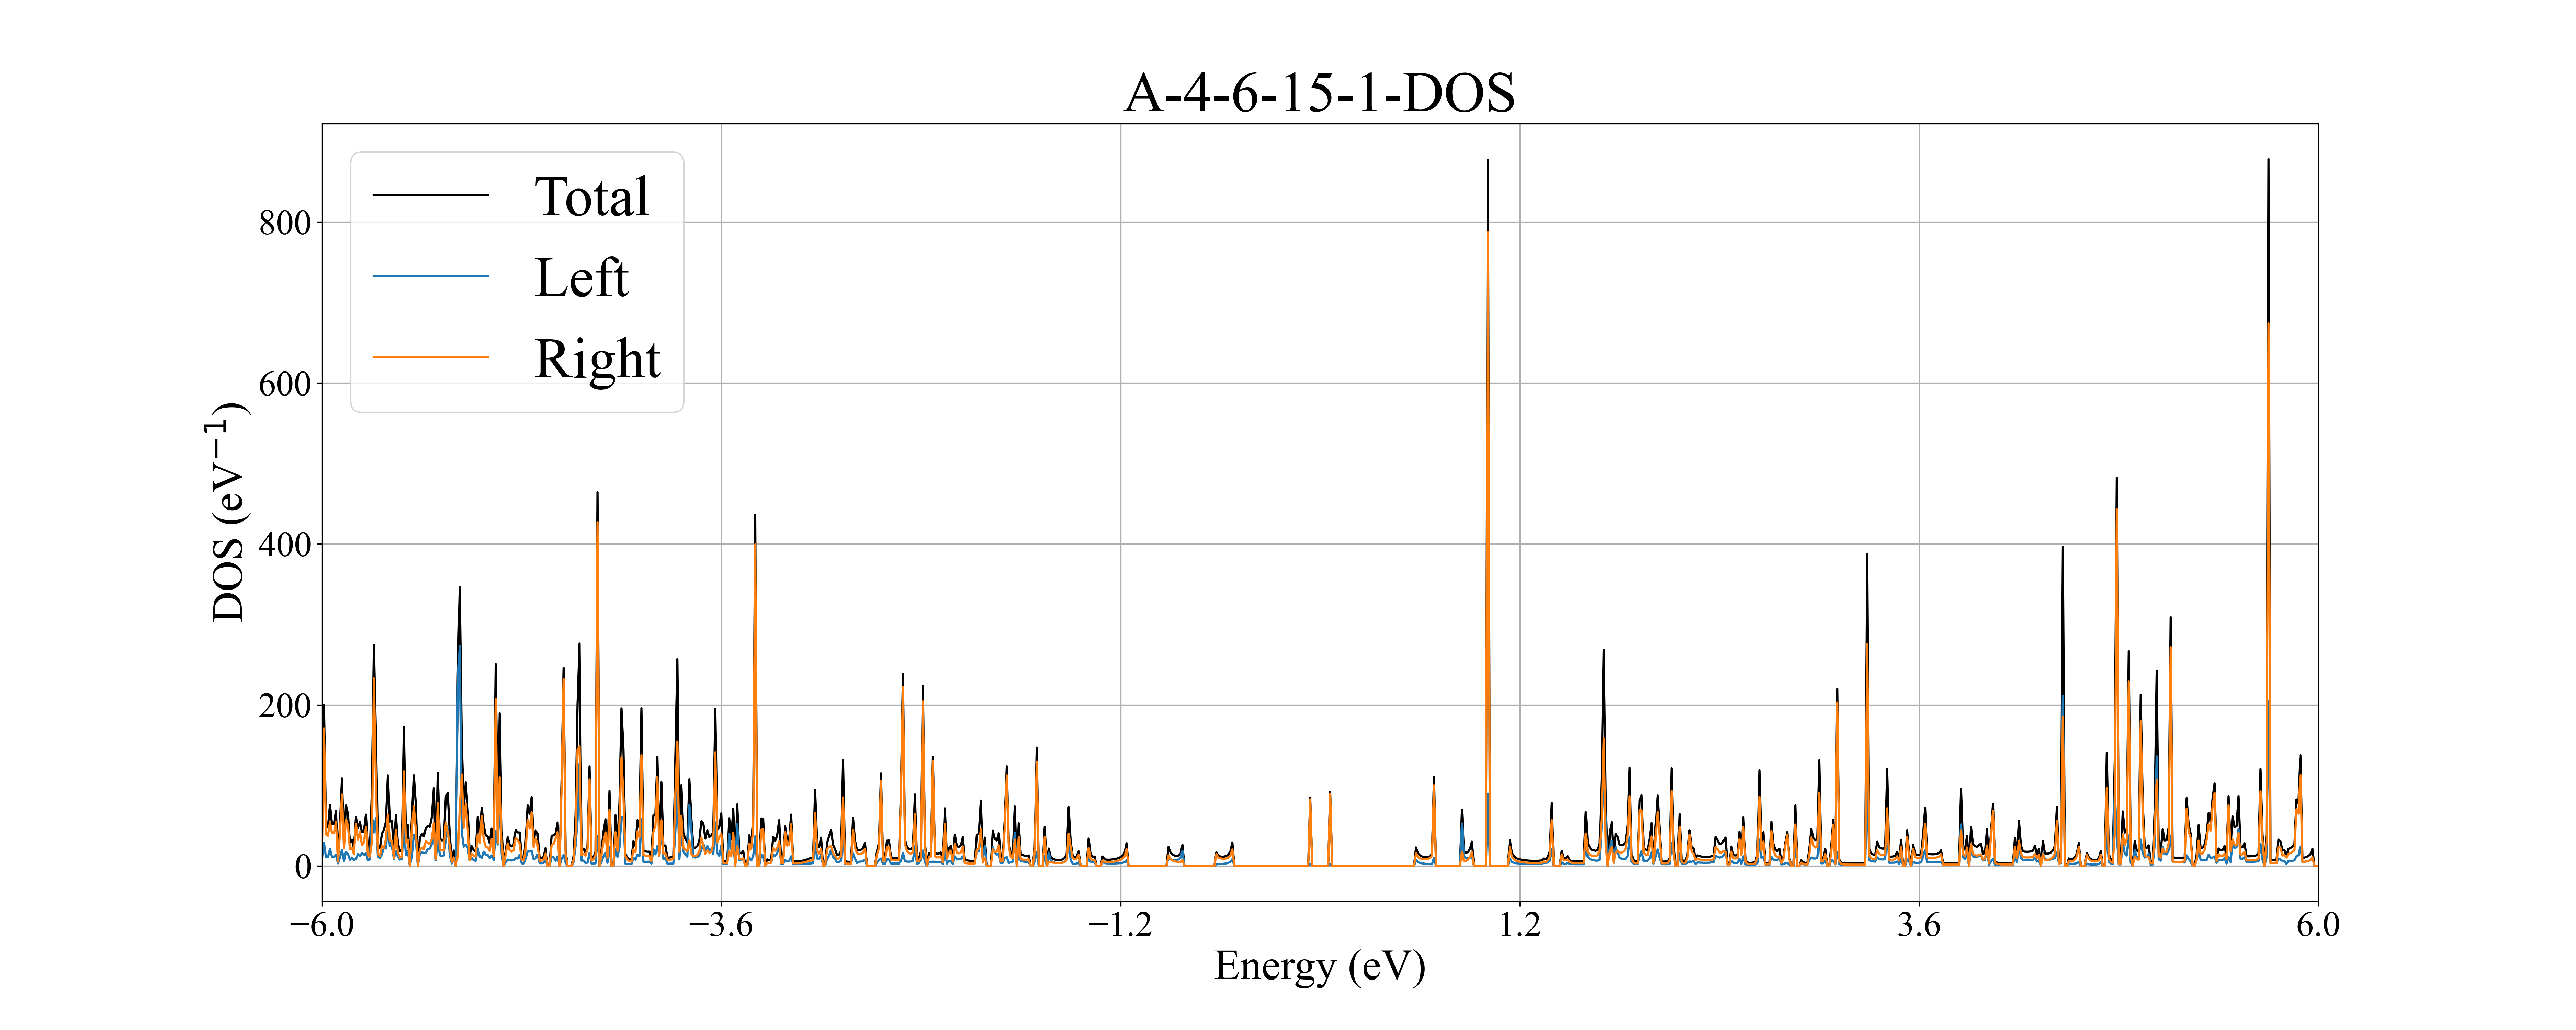 A-4-6-15-1-DOS
Total
Left
Right
DOS (eV⁻¹)
800
600
400
200
0
−6.0
−3.6
−1.2
1.2
3.6
6.0
Energy (eV)